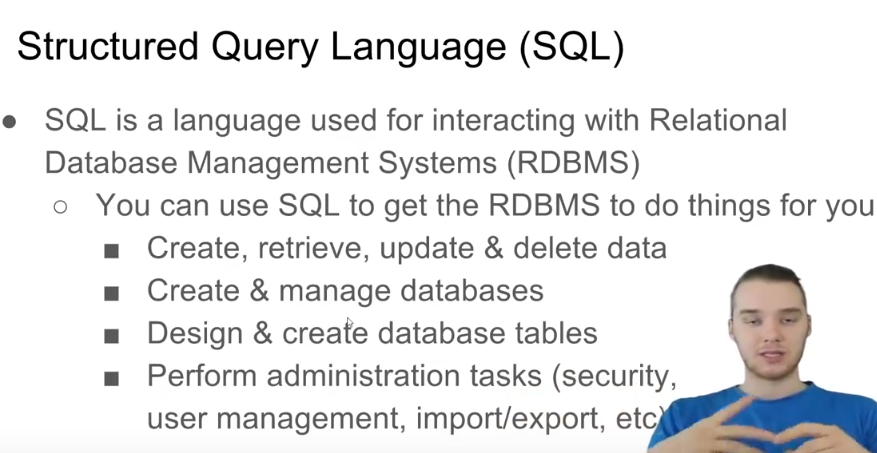 Structured Query Language (SQL)
● SQL is a language used for interacting with Relational
Database Management Systems (RDBMS)
○ You can use SQL to get the RDBMS to do things for you
■ Create, retrieve, update & delete data
■ Create & manage databases
■ Design & create database tables
■ Perform administration tasks (security,
user management, import/export, etc)